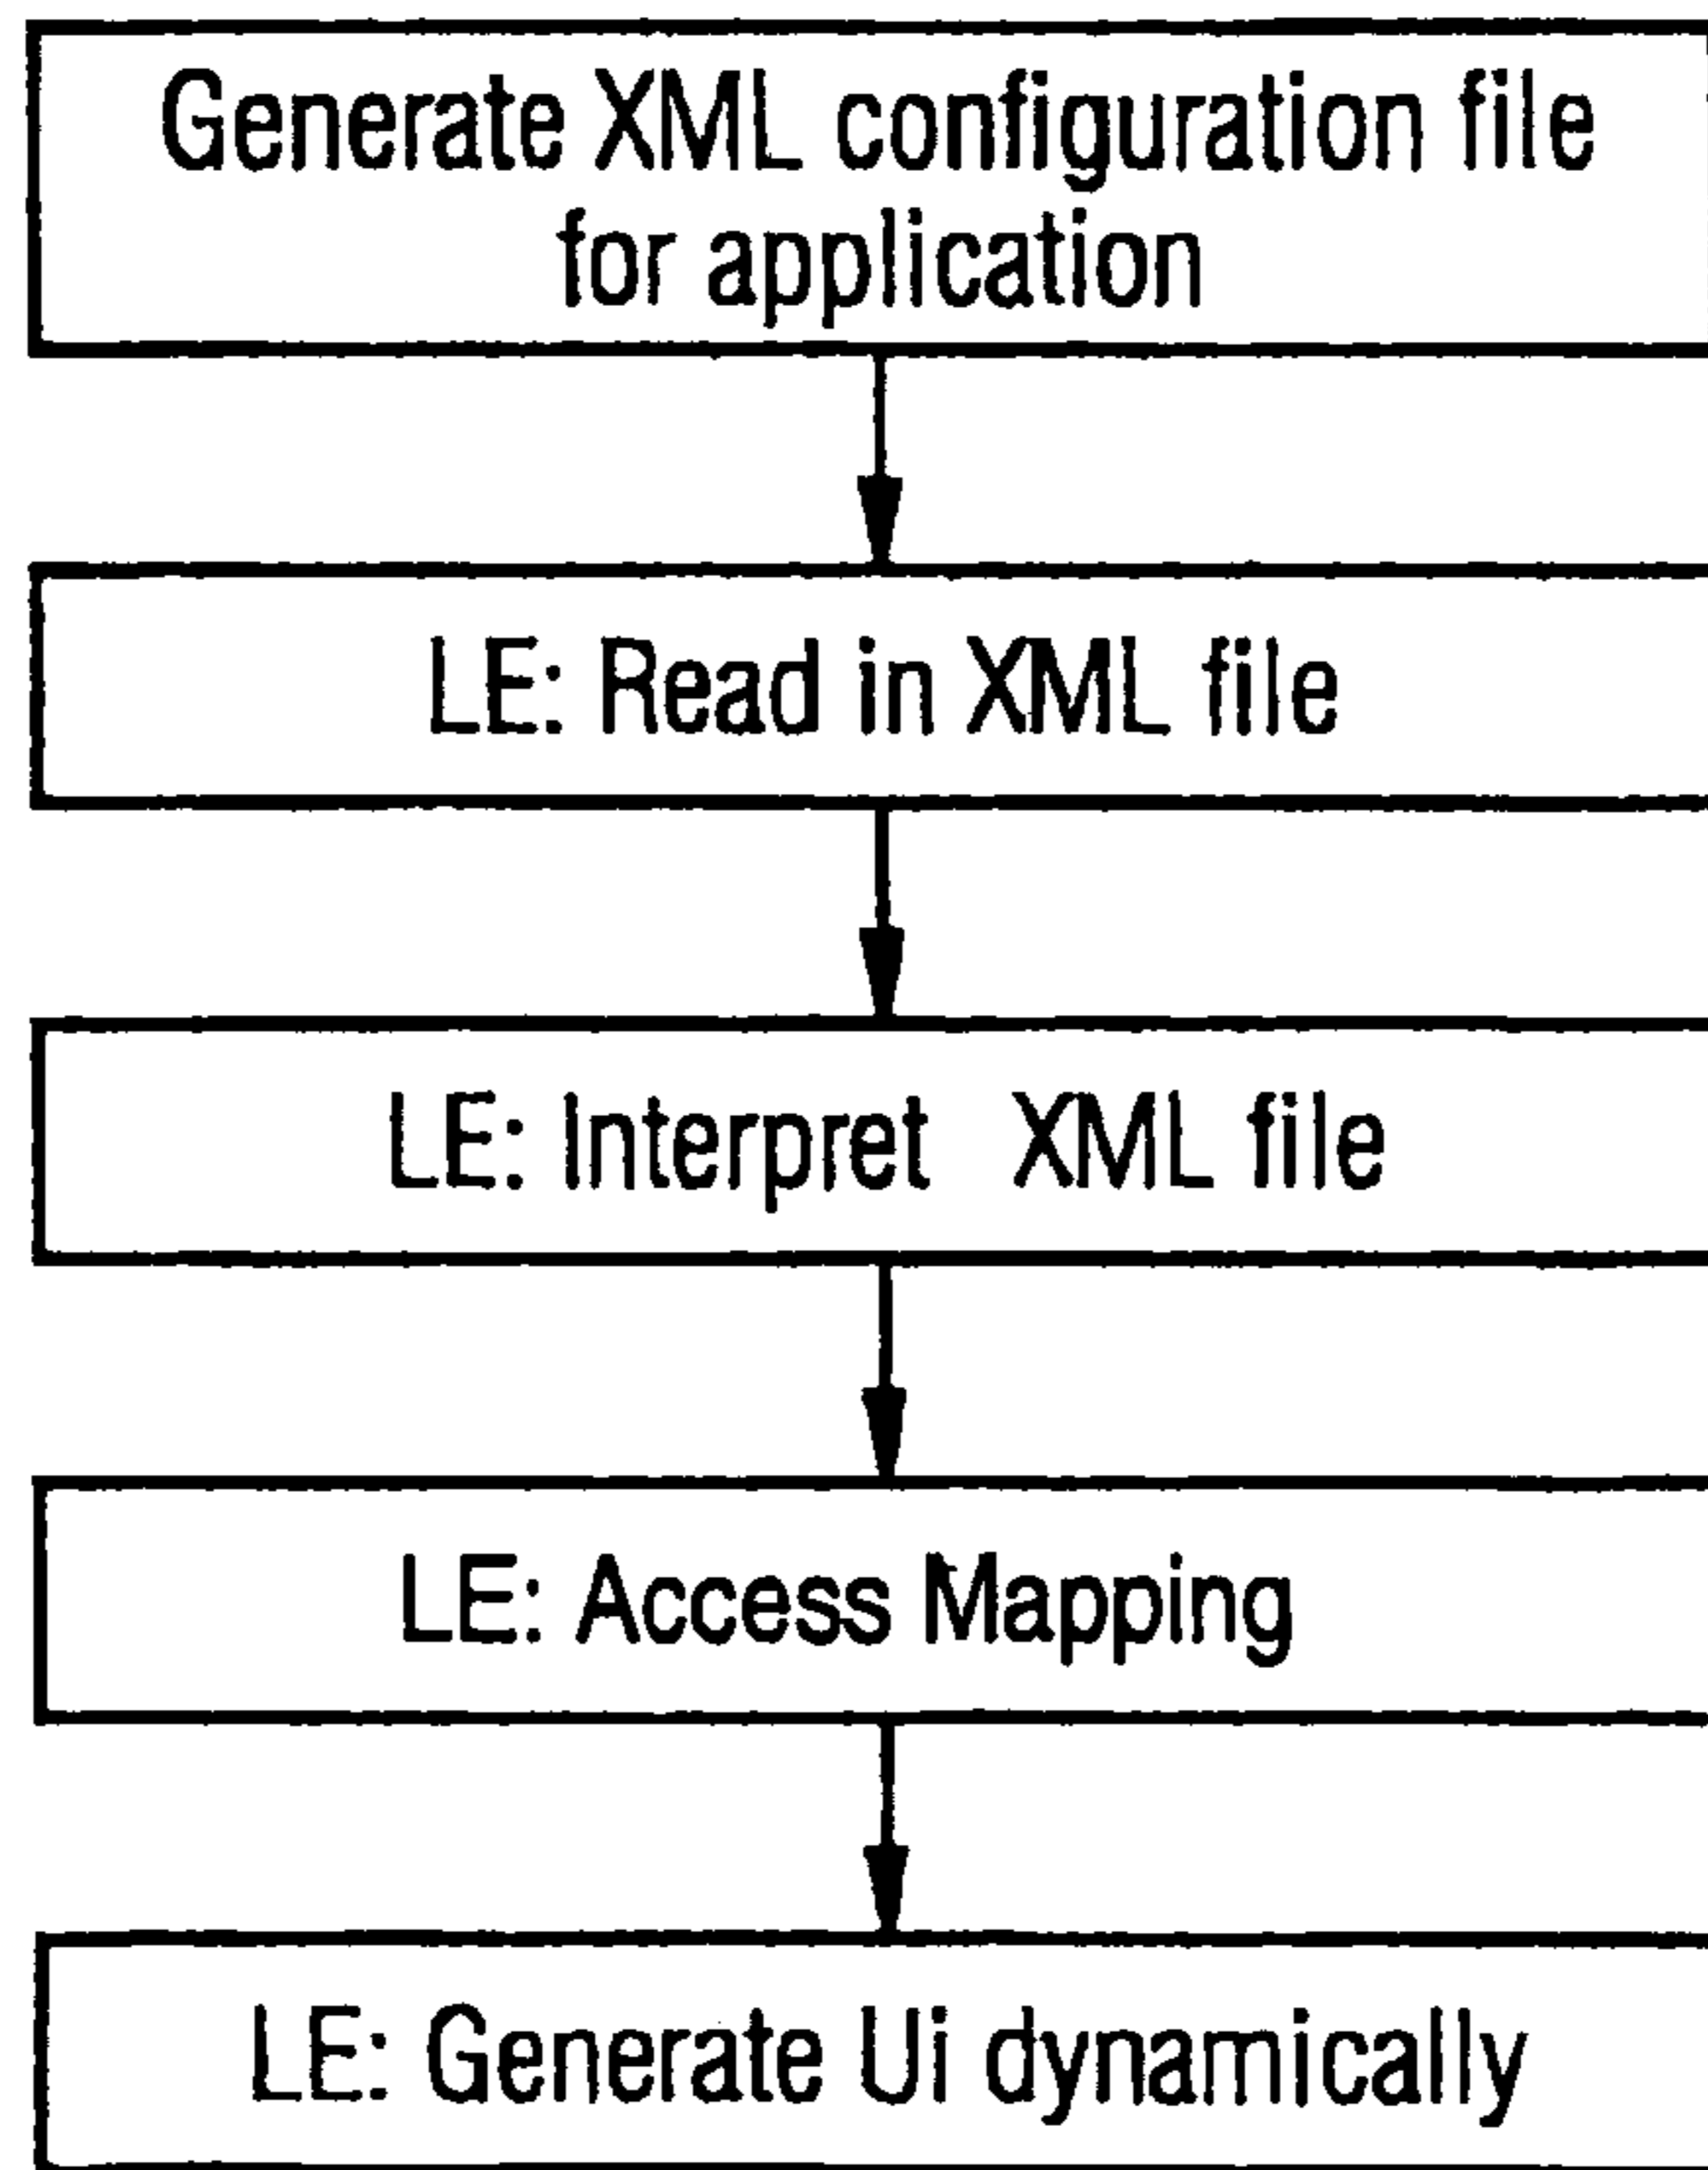 Generate XML configuration file
for application
LE: Read in XML file
LE: Interpret XML file
LE: Access Mapping
LE: Generate Ui dynamically